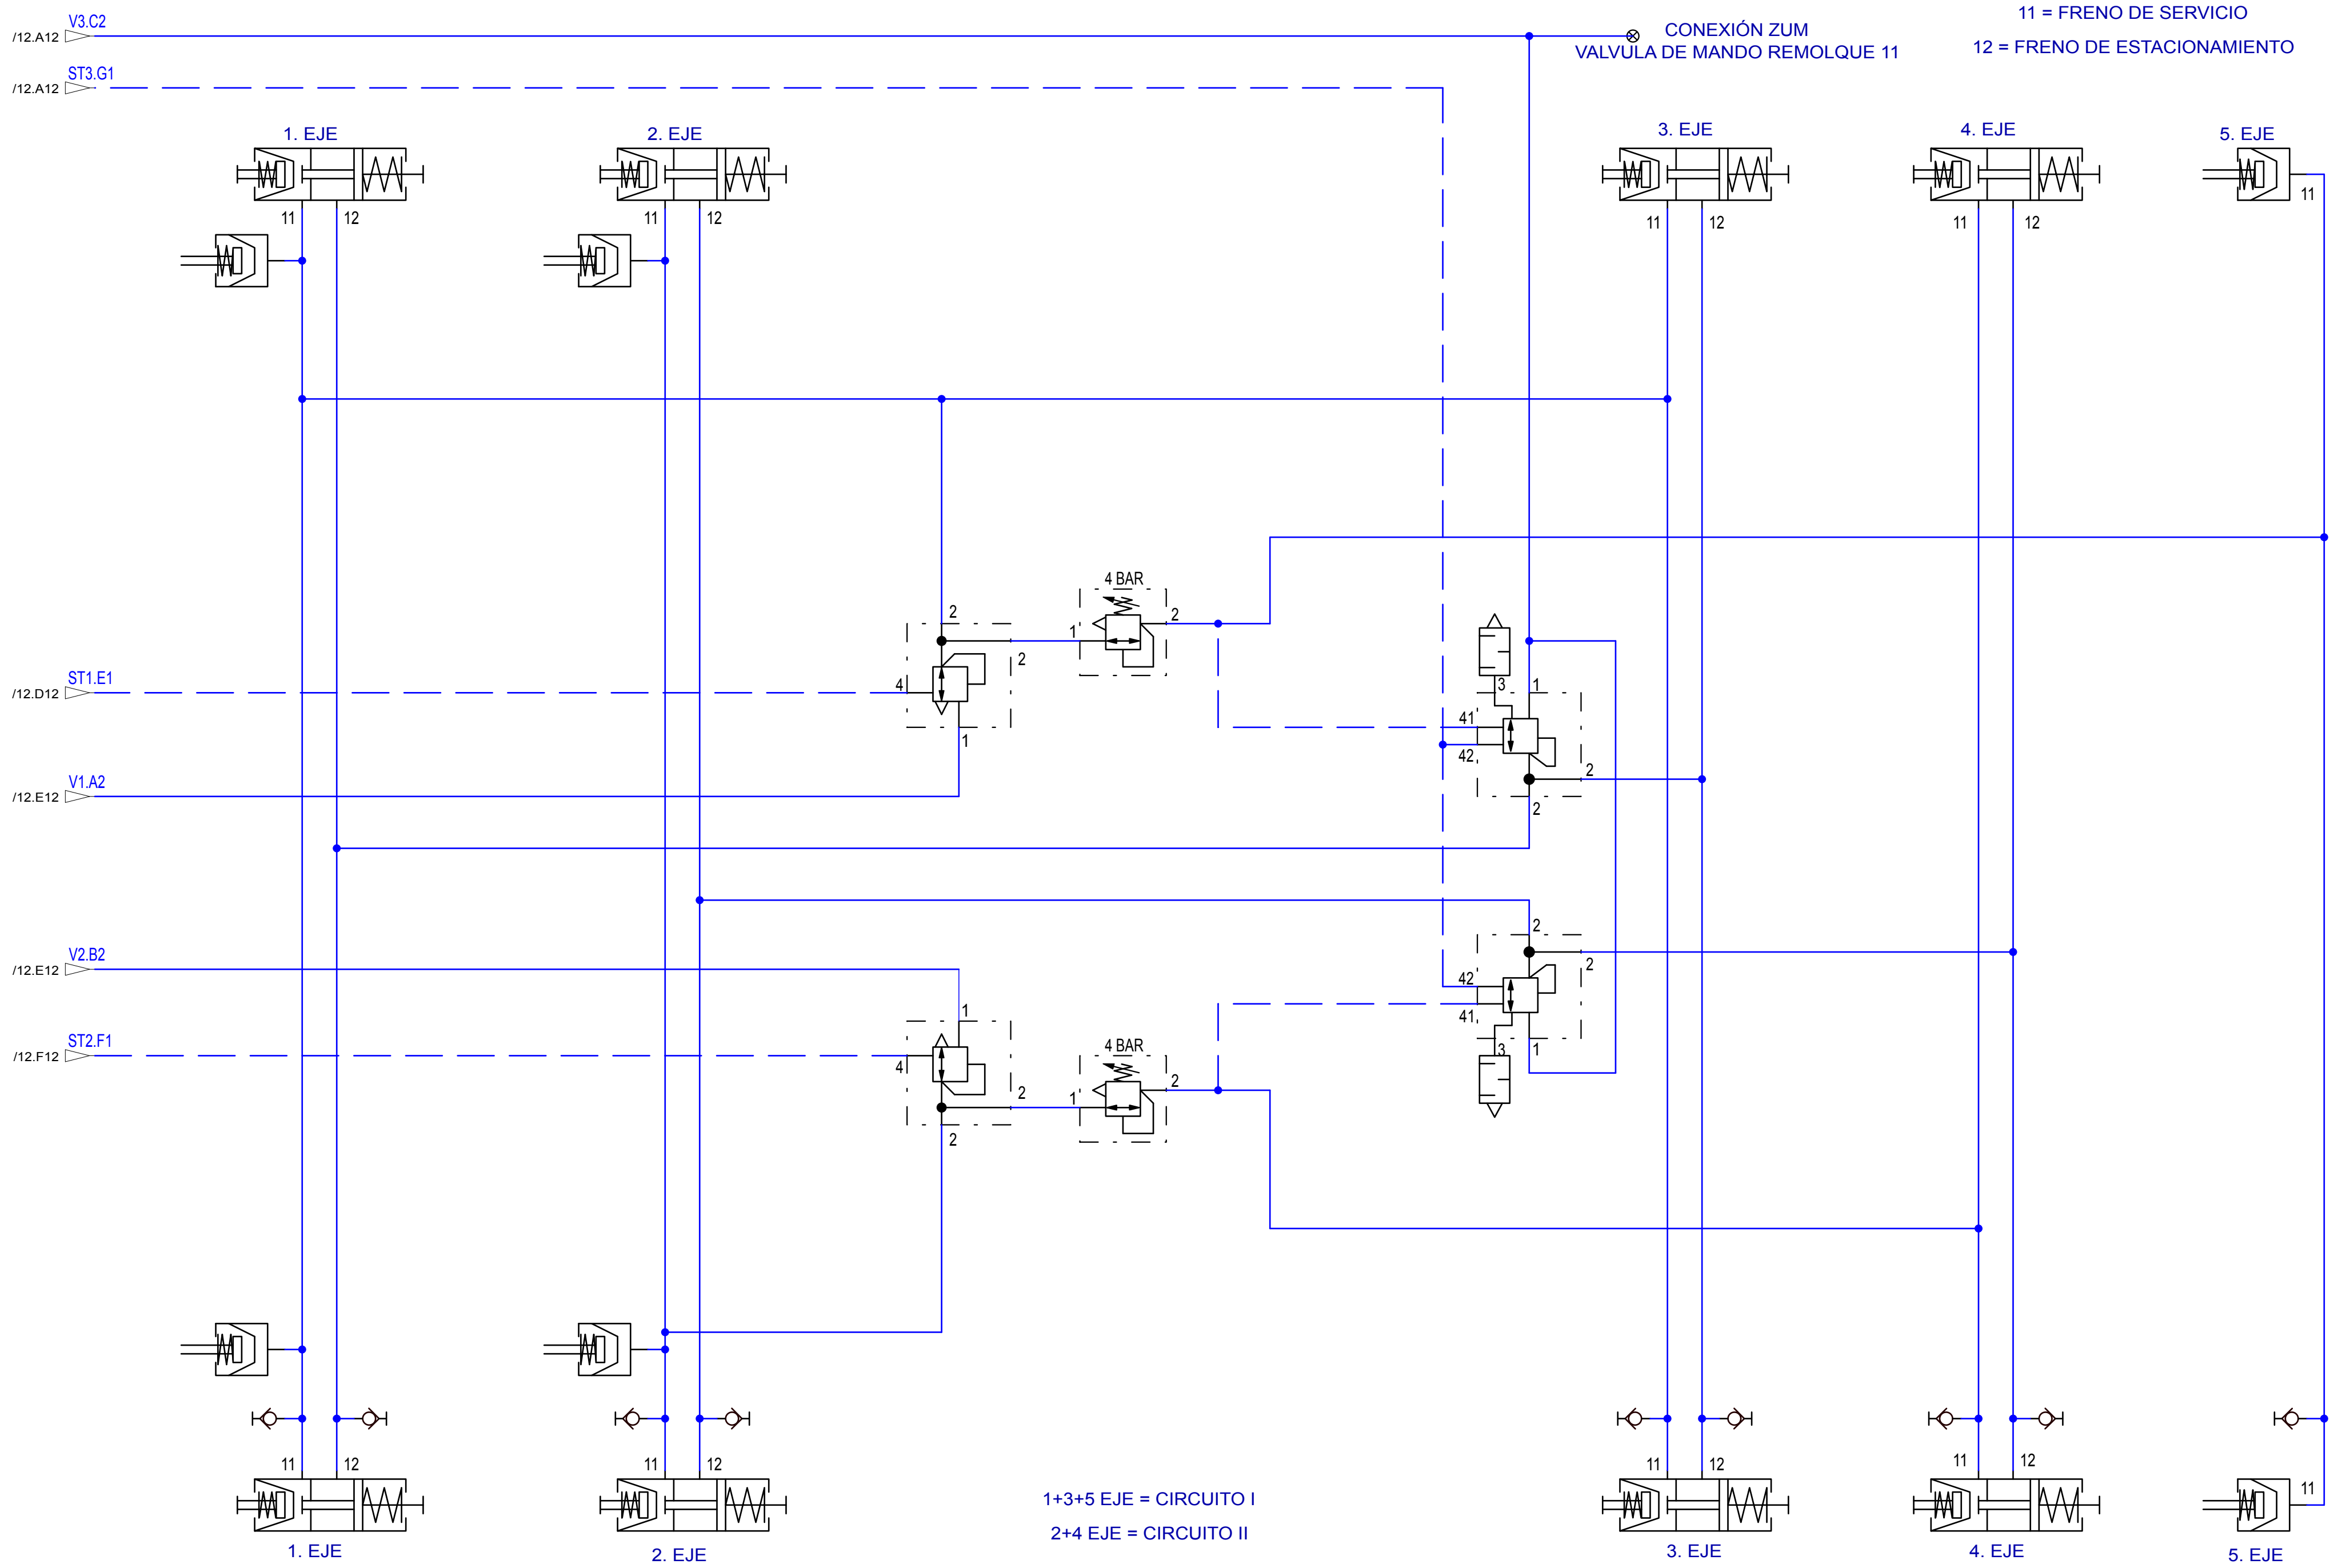 V3.C2
/12.A12
ST3.G1
/12.A12
CONEXIÓN ZUM
VALVULA DE MANDO REMOLQUE 11
11 = FRENO DE SERVICIO
12 = FRENO DE ESTACIONAMIENTO
1. EJE
2. EJE
3. EJE
4. EJE
5. EJE
11 12
11 12
11 12
11 12
11
4 BAR
2
2
1
2
4
1
ST1.E1
/12.D12
3
1
41
42
2
2
V1.A2
/12.E12
V2.B2
/12.E12
2
2
42
41
3
1
1
4
2
2
ST2.F1
/12.F12
4 BAR
1
2
11 12
11 12
11 12
11 12
11
1+3+5 EJE = CIRCUITO I
2+4 EJE = CIRCUITO II
1. EJE
2. EJE
3. EJE
4. EJE
5. EJE